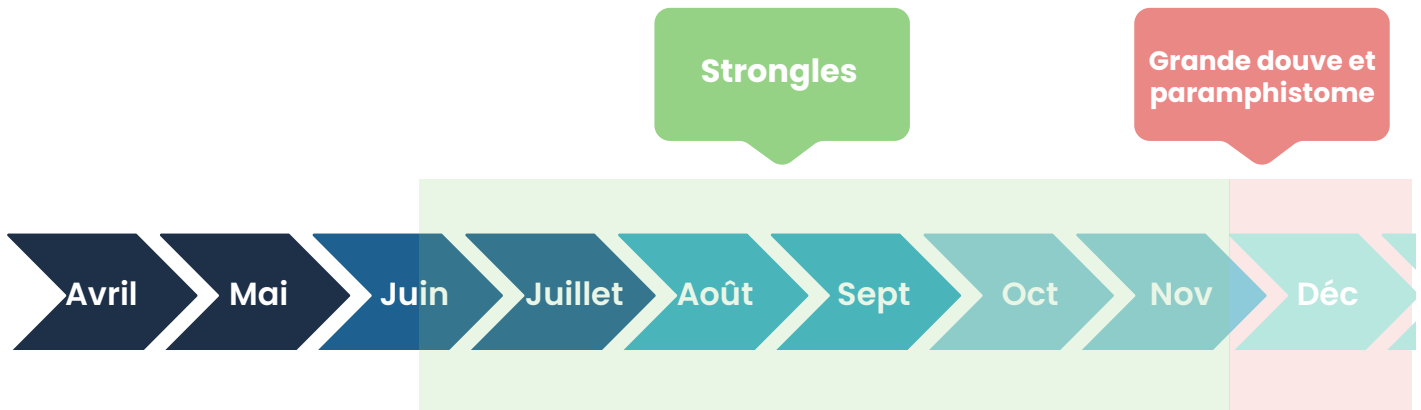 Strongles
Grande douve et
paramphistome
Avril Mai Juin Juillet Août Sept Oct Nov Déc